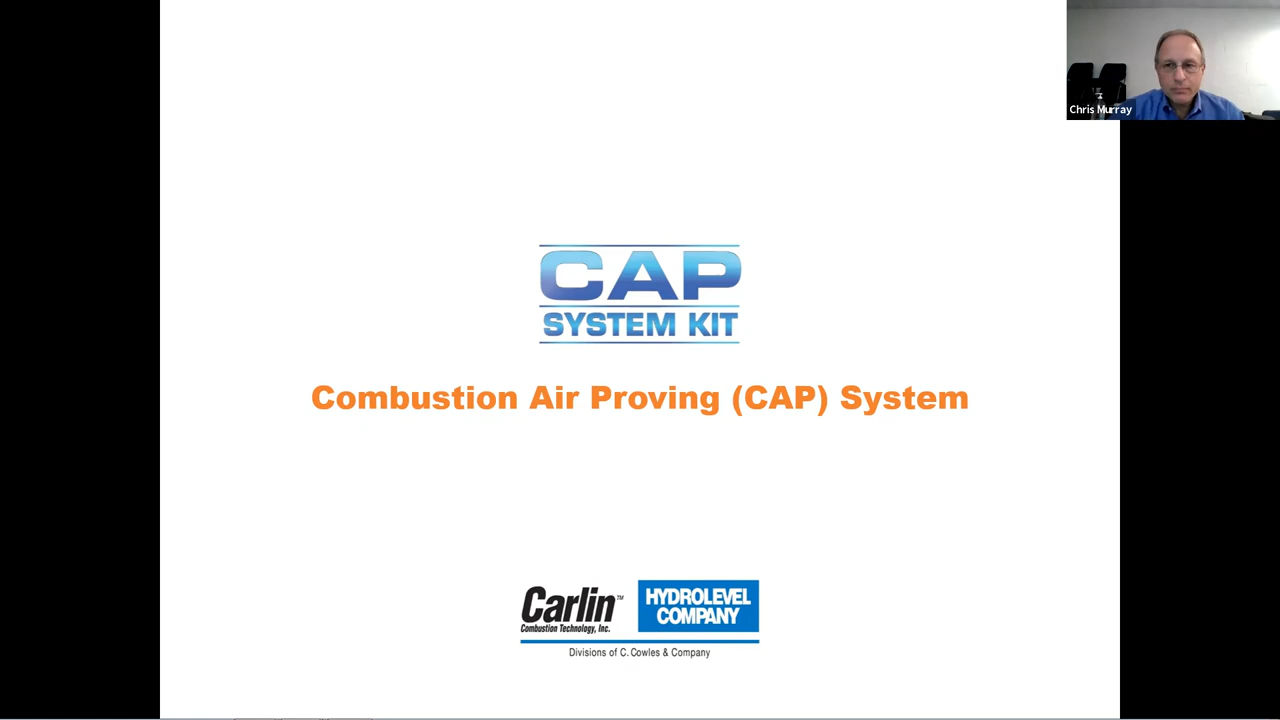 Chris Murray
CAP
SYSTEM KIT
Combustion Air Proving (CAP) System
Carlin™
Combustion Technology, Inc.
HYDROLEVEL
COMPANY
Divisions of C. Cowles & Company